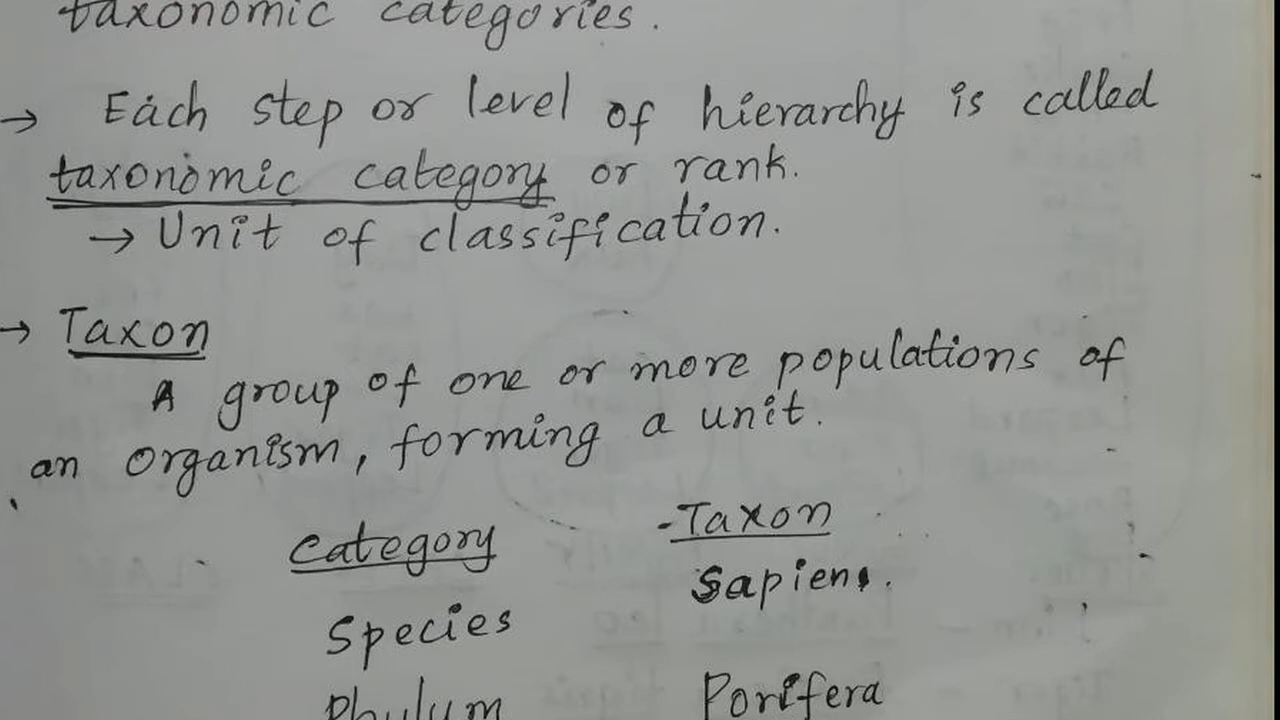 taxonomic categories.
→ Each step or level of hierarchy is called
taxonomic category or rank.
→ Unit of classification.
→ Taxon
A group of one or more populations of
an organism, forming a unit.
Category - Taxon
Species Sapiens.
Phylum Porifera